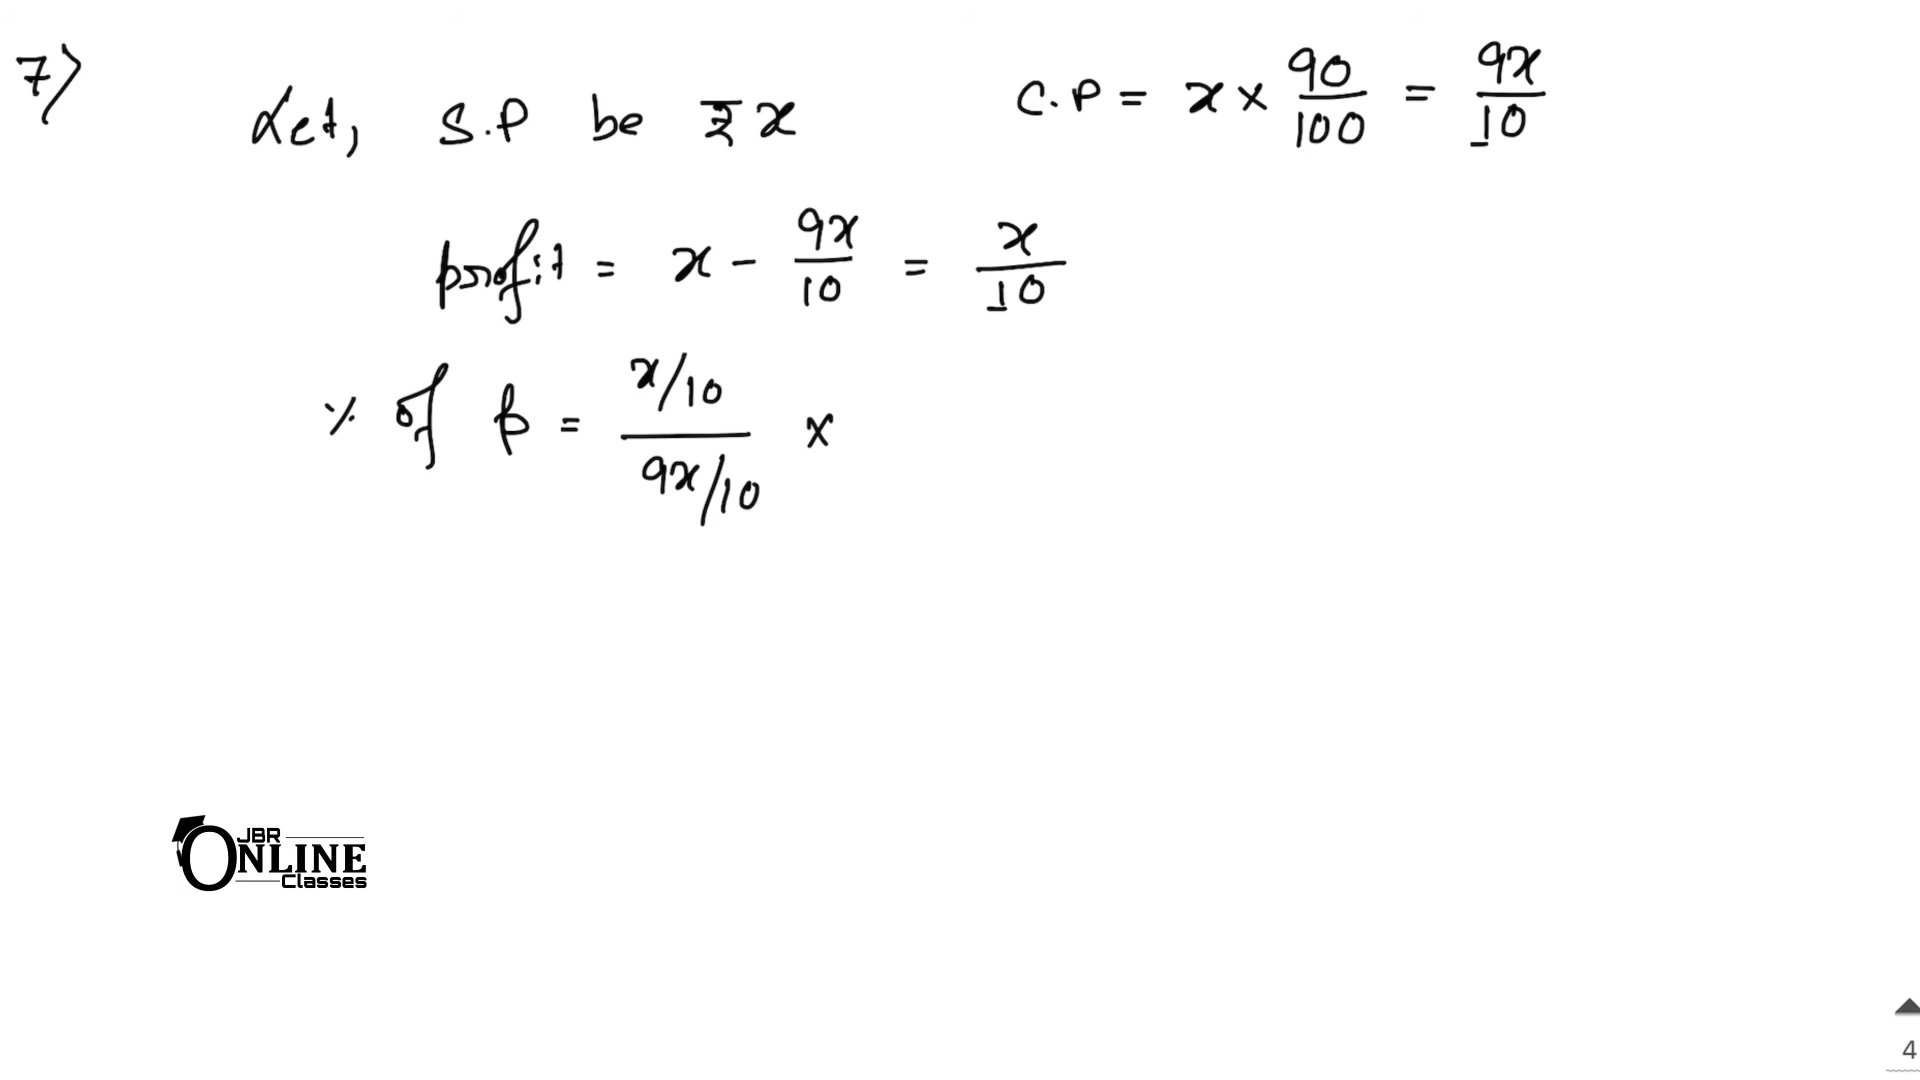 7)
Let, S.P be ₹ x
C.P = x × 90/100 = 9x/10
profit = x - 9x/10 = x/10
% of p = (x/10)/(9x/10) ×
JBR
ONLINE
Classes
4